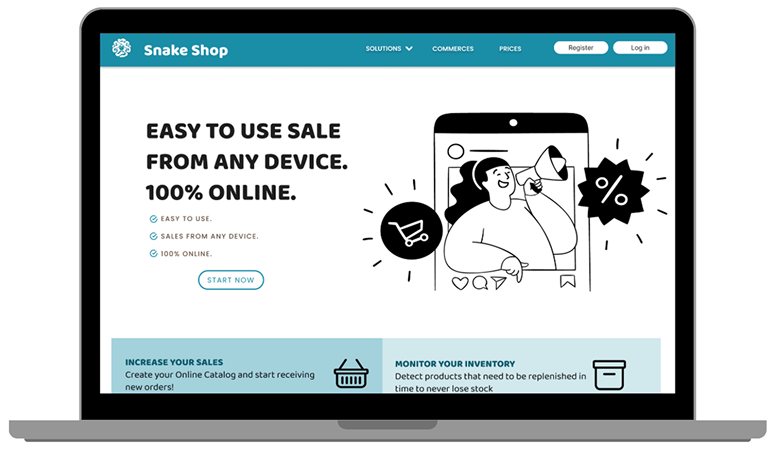 Snake Shop
SOLUTIONS
COMMERCES
PRICES
Register
Log in
EASY TO USE SALE
FROM ANY DEVICE.
100% ONLINE.
EASY TO USE.
SALES FROM ANY DEVICE.
100% ONLINE.
START NOW
%
INCREASE YOUR SALES
Create your Online Catalog and start receiving
new orders!
MONITOR YOUR INVENTORY
Detect products that need to be replenished in
time to never lose stock